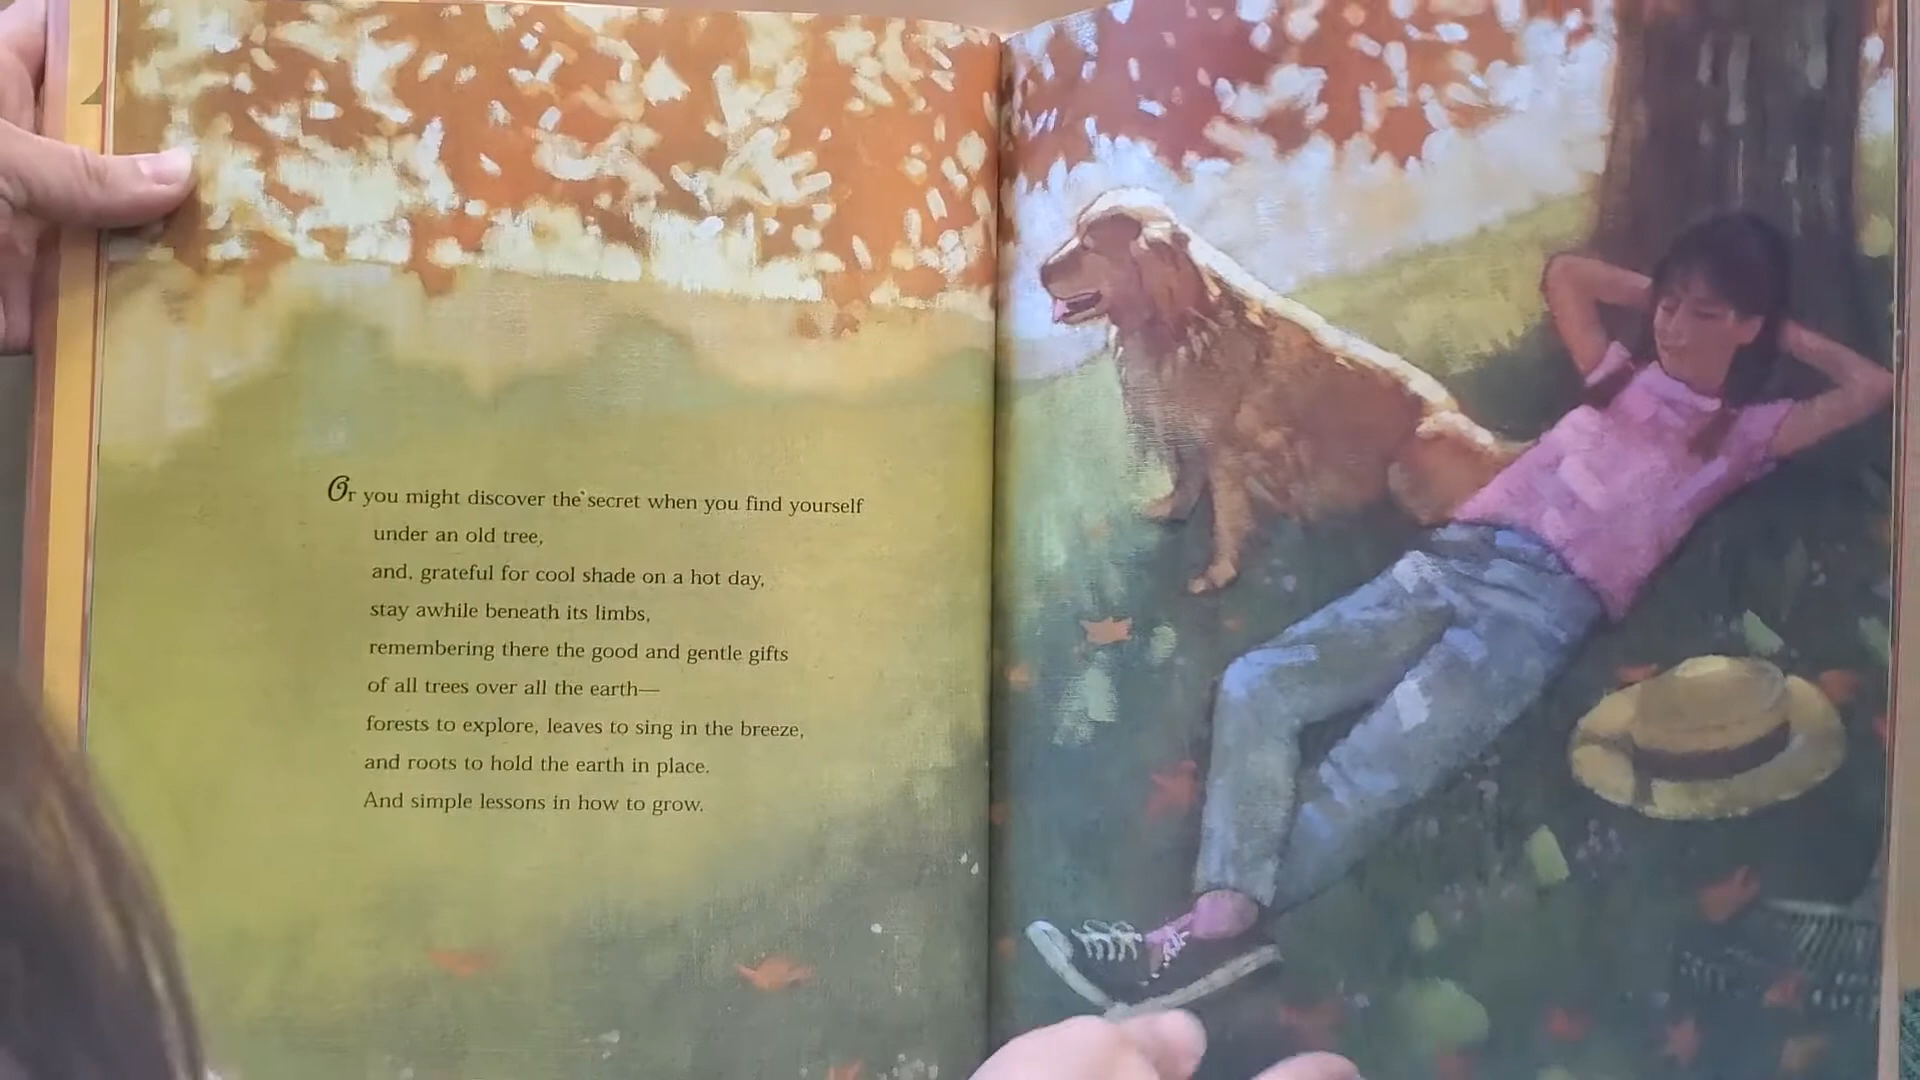 Or you might discover the secret when you find yourself
under an old tree,
and, grateful for cool shade on a hot day,
stay awhile beneath its limbs,
remembering there the good and gentle gifts
of all trees over all the earth—
forests to explore, leaves to sing in the breeze,
and roots to hold the earth in place.
And simple lessons in how to grow.